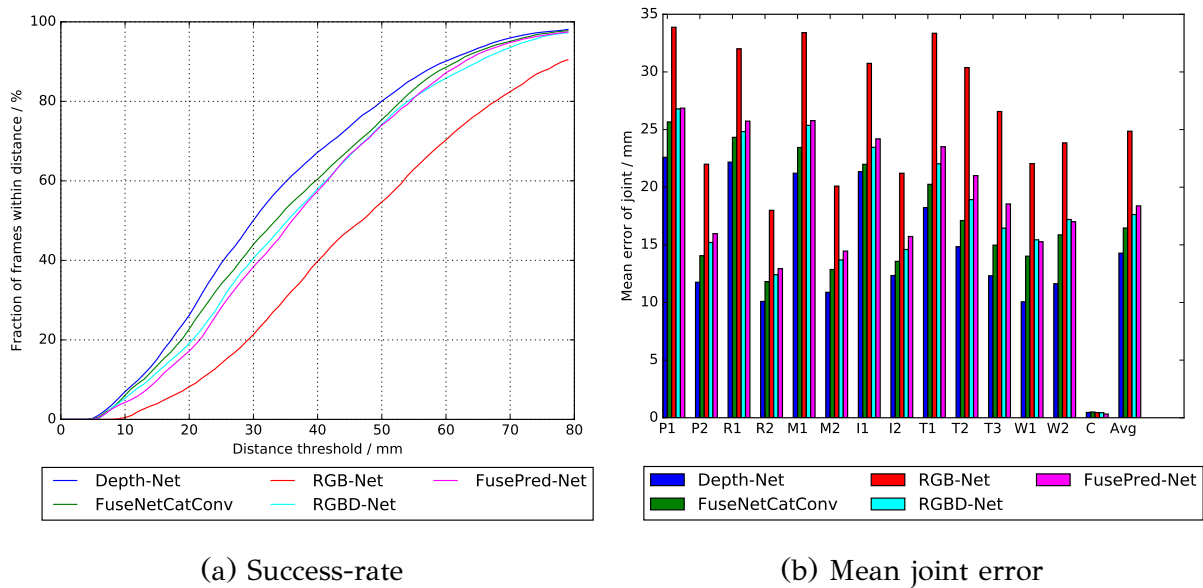 100
80
60
40
20
0
Fraction of frames within distance / %
0 10 20 30 40 50 60 70 80
Distance threshold / mm
Depth-Net RGB-Net FusePred-Net
FuseNetCatConv RGBD-Net
(a) Success-rate
35
30
25
20
15
10
5
0
Mean error of joint / mm
P1 P2 R1 R2 M1 M2 I1 I2 T1 T2 T3 W1 W2 C Avg
Depth-Net RGB-Net FusePred-Net
FuseNetCatConv RGBD-Net
(b) Mean joint error